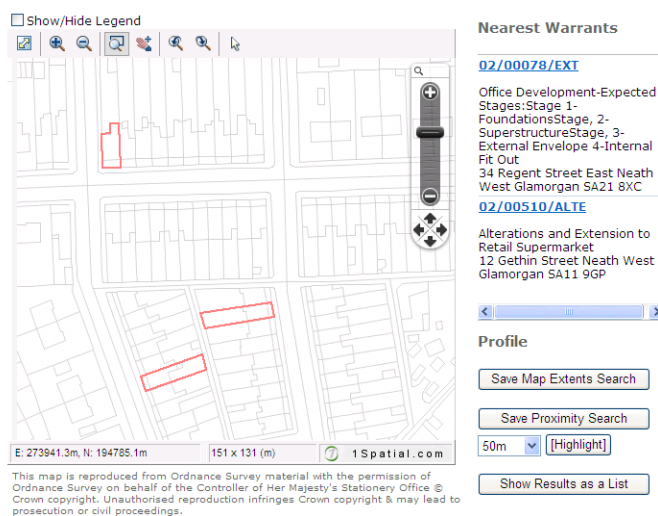 Show/Hide Legend
E: 273941.3m, N: 194785.1m
151 x 131 (m)
1Spatial.com
This map is reproduced from Ordnance Survey material with the permission of
Ordnance Survey on behalf of the Controller of Her Majesty's Stationery Office ©
Crown copyright. Unauthorised reproduction infringes Crown copyright & may lead to
prosecution or civil proceedings.
Nearest Warrants
02/00078/EXT
Office Development-Expected
Stages:Stage 1-
FoundationsStage, 2-
SuperstructureStage, 3-
External Envelope 4-Internal
Fit Out
34 Regent Street East Neath
West Glamorgan SA21 8XC
02/00510/ALTE
Alterations and Extension to
Retail Supermarket
12 Gethin Street Neath West
Glamorgan SA11 9GP
Profile
Save Map Extents Search
Save Proximity Search
50m
[Highlight]
Show Results as a List